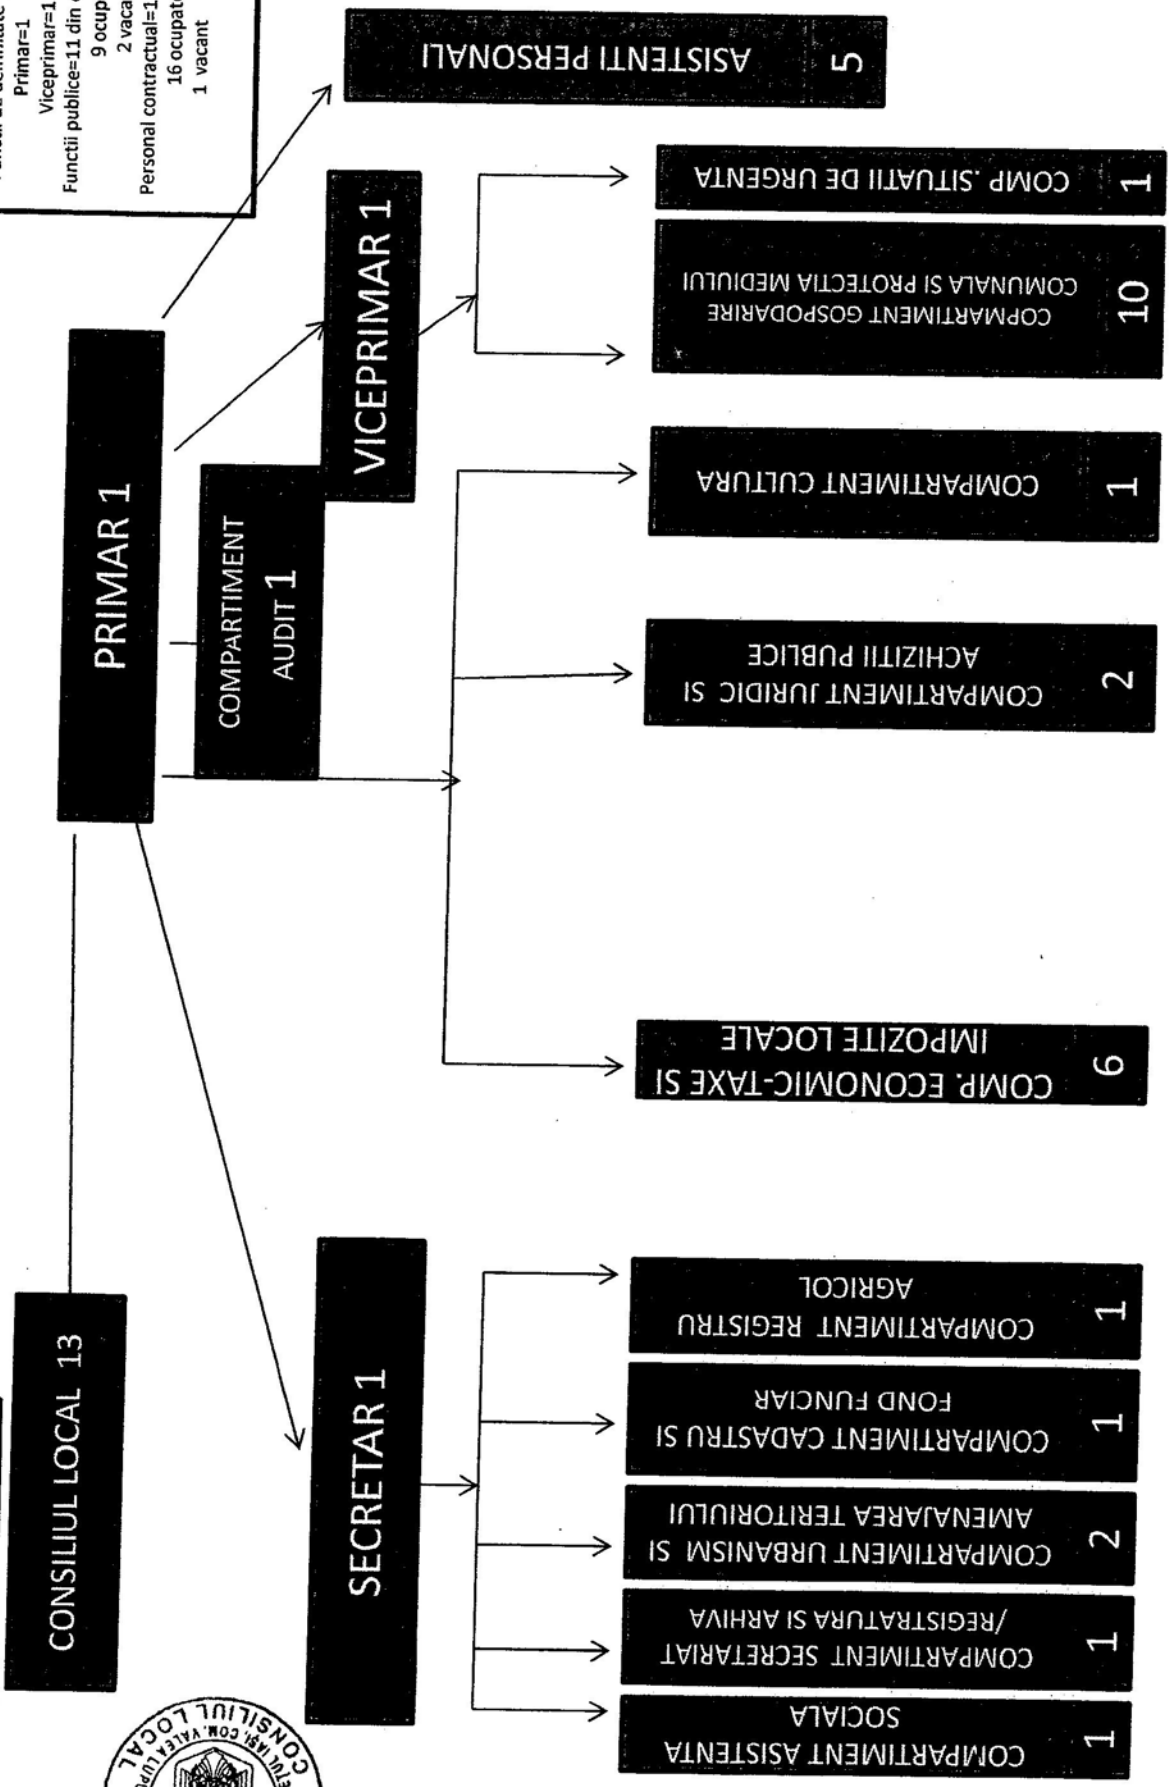 Primar=1
Viceprimar=1
Functii publice=11 din
9 ocup
2 vaca
Personal contractual=1
16 ocupat
1 vacant
CONSILIUL LOCAL 13
PRIMAR 1
ASISTENTI PERSONALI
5
COMPARTIMENT
AUDIT 1
VICEPRIMAR 1
SECRETAR 1
COMPARTIMENT ASISTENTA
SOCIALA
1
COMPARTIMENT SECRETARIAT
/REGISTRATURA SI ARHIVA
1
COMPARTIMENT URBANISM SI
AMENAJAREA TERITORIULUI
2
COMPARTIMENT CADASTRU SI
FOND FUNCIAR
1
COMPARTIMENT REGISTRU
AGRICOL
1
COMP. ECONOMIC-TAXE SI
IMPOZITE LOCALE
6
COMPARTIMENT JURIDIC SI
ACHIZITII PUBLICE
2
COMPARTIMENT CULTURA
1
COPMARTIMENT GOSPODARIRE
COMUNALA SI PROTECTIA MEDIULUI
10
COMP. SITUATII DE URGENTA
1
IAȘI, COM. VALEA
CONSILIUL LOCAL